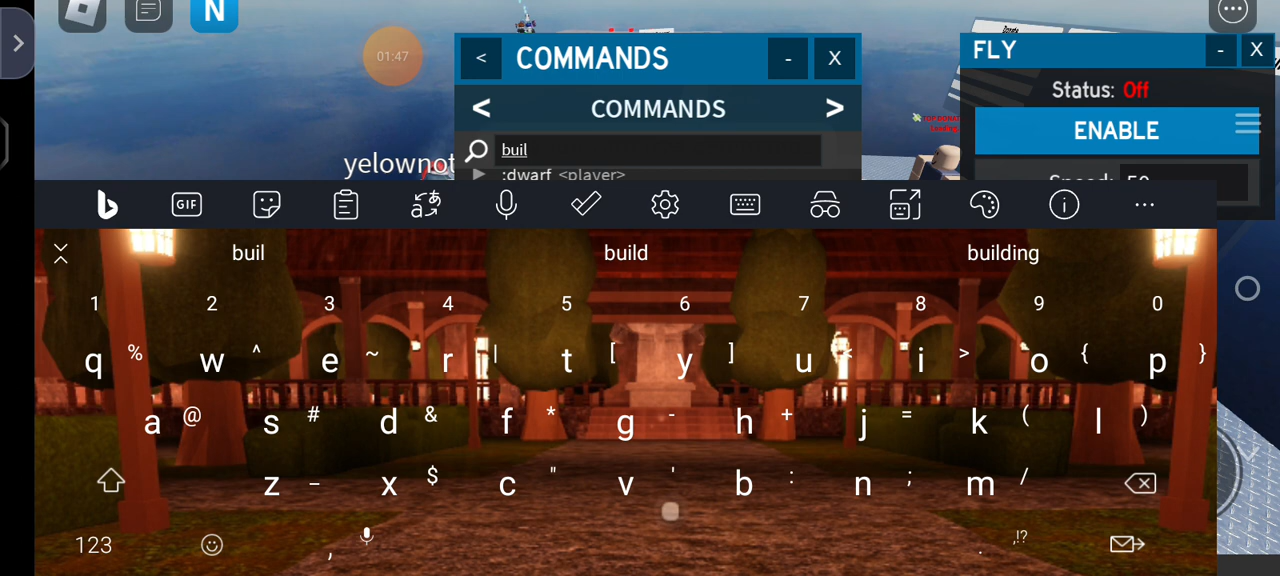 N
01:47
< COMMANDS - X
< COMMANDS >
buil
:dwarf <player>
yelownot
FLY - X
Status: Off
ENABLE
GIF
buil build building
1 2 3 4 5 6 7 8 9 0
q % w ^ e ~ r | t [ y ] u < i > o { p }
a @ s # d & f * g - h + j = k ( l )
z _ x $ c " v ' b : n ; m /
123 , . ,!?